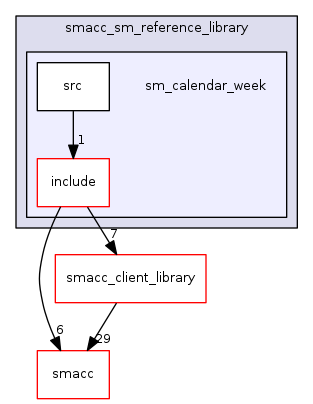 smacc_sm_reference_library
src
sm_calendar_week
1
include
7
smacc_client_library
6
29
smacc